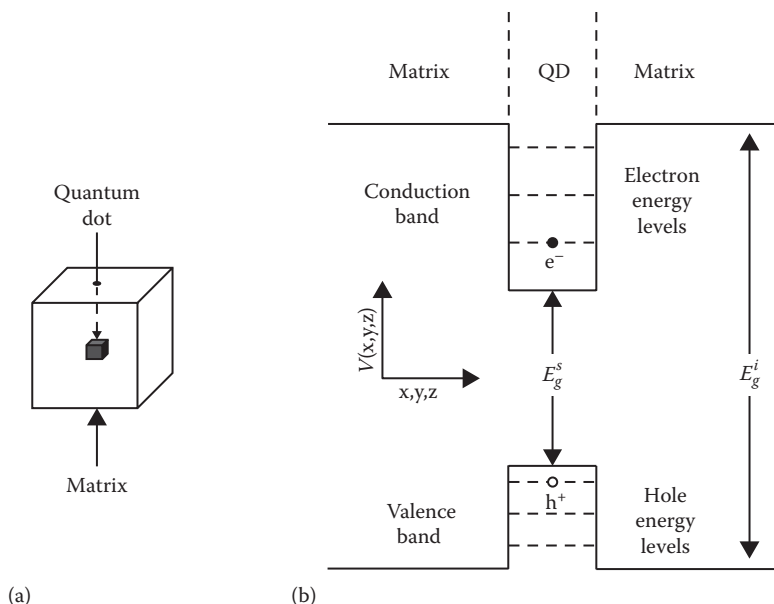 Quantum
dot
Matrix
(a)
Matrix QD Matrix
Conduction
band
Electron
energy
levels
e⁻
V(x,y,z)
x,y,z
E_g^s
E_g^i
Valence
band
h⁺
Hole
energy
levels
(b)